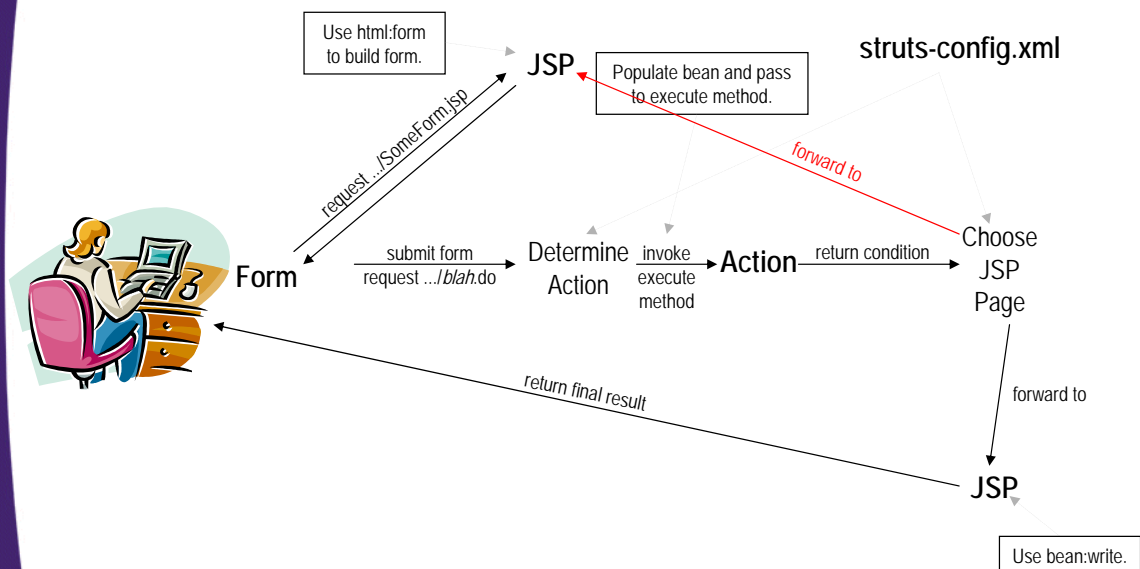 Use html:form
to build form.
JSP
struts-config.xml
Populate bean and pass
to execute method.
request .../SomeForm.jsp
forward to
Form
submit form
request .../blah.do
Determine
Action
invoke
execute
method
Action
return condition
Choose
JSP
Page
return final result
forward to
JSP
Use bean:write.